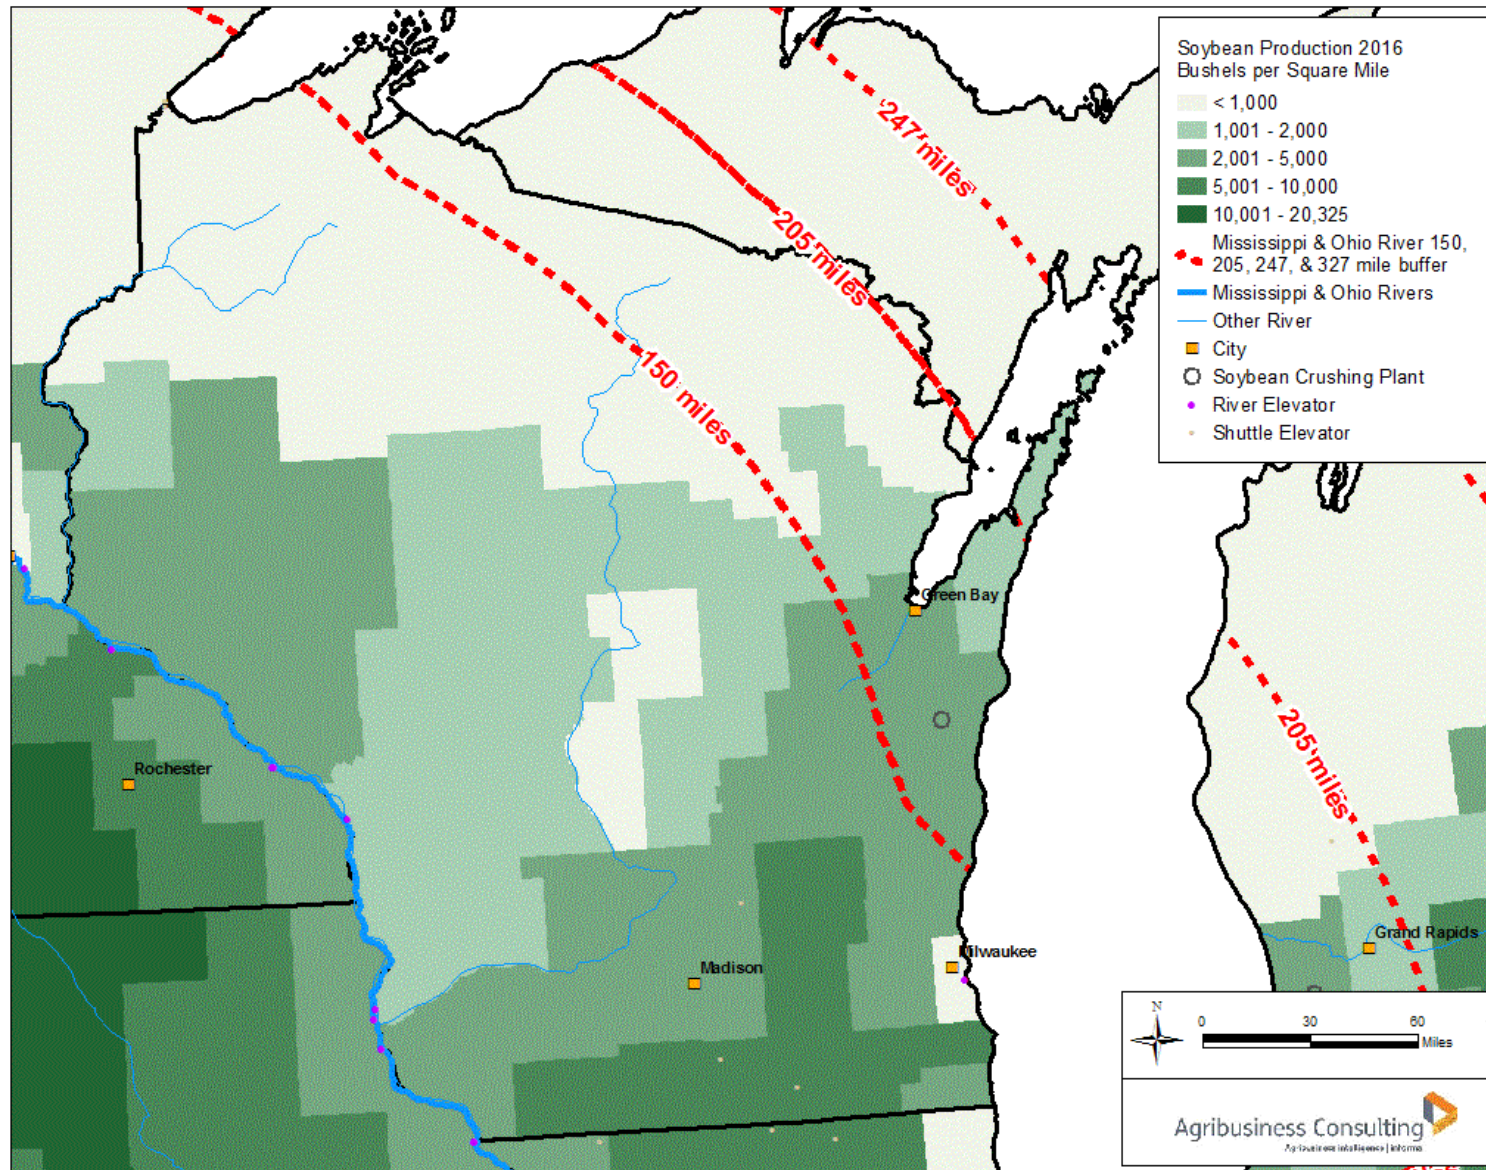 Soybean Production 2016
Bushels per Square Mile
< 1,000
1,001 - 2,000
2,001 - 5,000
5,001 - 10,000
10,001 - 20,325
Mississippi & Ohio River 150,
205, 247, & 327 mile buffer
Mississippi & Ohio Rivers
Other River
City
Soybean Crushing Plant
River Elevator
Shuttle Elevator
247 miles
205 miles
150 miles
Green Bay
205 miles
Rochester
Grand Rapids
Milwaukee
Madison
N
0 30 60
Miles
Agribusiness Consulting
Agribusiness intelligence | informa